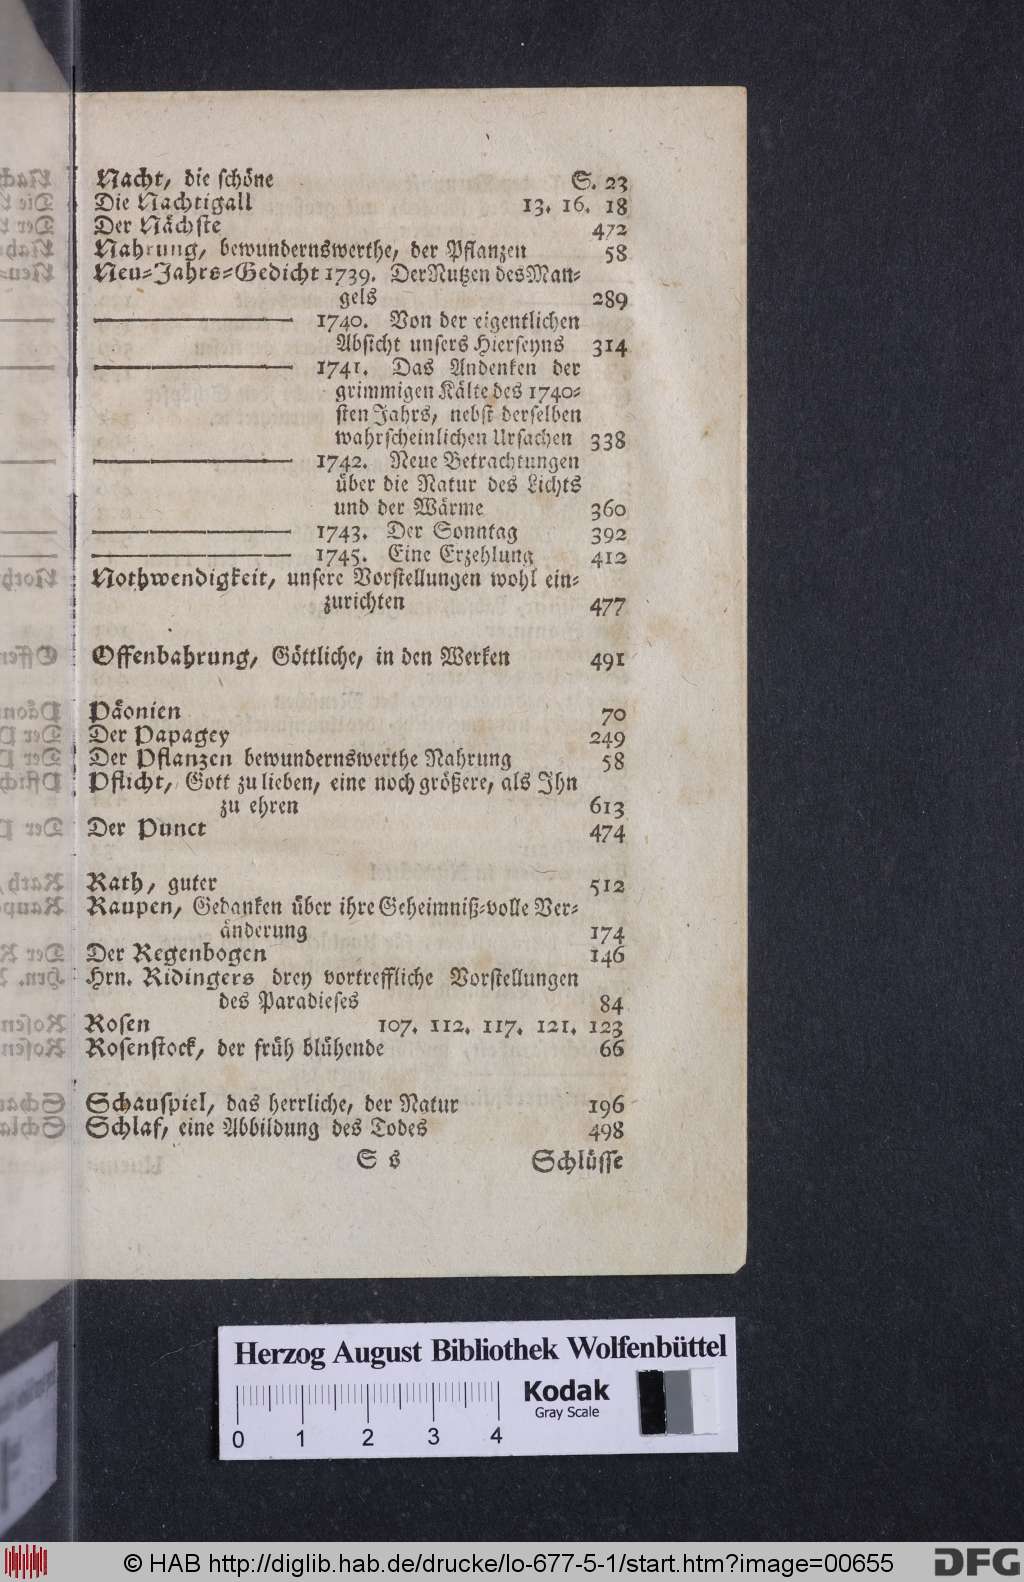 Nacht, die schöne S. 23
Die Nachtigall 13. 16. 18
Der Nächste 472
Nahrung, bewundernswerthe, der Pflanzen 58
Neu-Jahrs-Gedicht 1739. Der Nutzen des Man-
gels 289
——— 1740. Von der eigentlichen
Absicht unsers Hierseyns 314
——— 1741. Das Andenken der
grimmigen Kälte des 1740-
sten Jahrs, nebst derselben
wahrscheinlichen Ursachen 338
——— 1742. Neue Betrachtungen
über die Natur des Lichts
und der Wärme 360
——— 1743. Der Sonntag 392
——— 1745. Eine Erzehlung 412
Nothwendigkeit, unsere Vorstellungen wohl ein-
zurichten 477
Offenbahrung, Göttliche, in den Werken 491
Päonien 70
Der Papagey 249
Der Pflanzen bewundernswerthe Nahrung 58
Pflicht, Gott zu lieben, eine noch größere, als Ihn
zu ehren 613
Der Punct 474
Rath, guter 512
Raupen, Gedanken über ihre Geheimniß-volle Ver-
änderung 174
Der Regenbogen 146
Hrn. Ridingers drey vortreffliche Vorstellungen
des Paradieses 84
Rosen 107. 112. 117. 121. 123
Rosenstock, der früh blühende 66
Schauspiel, das herrliche, der Natur 196
Schlaf, eine Abbildung des Todes 498
S s Schlüsse
Herzog August Bibliothek Wolfenbüttel
Kodak
Gray Scale
0 1 2 3 4
© HAB http://diglib.hab.de/drucke/lo-677-5-1/start.htm?image=00655
DFG